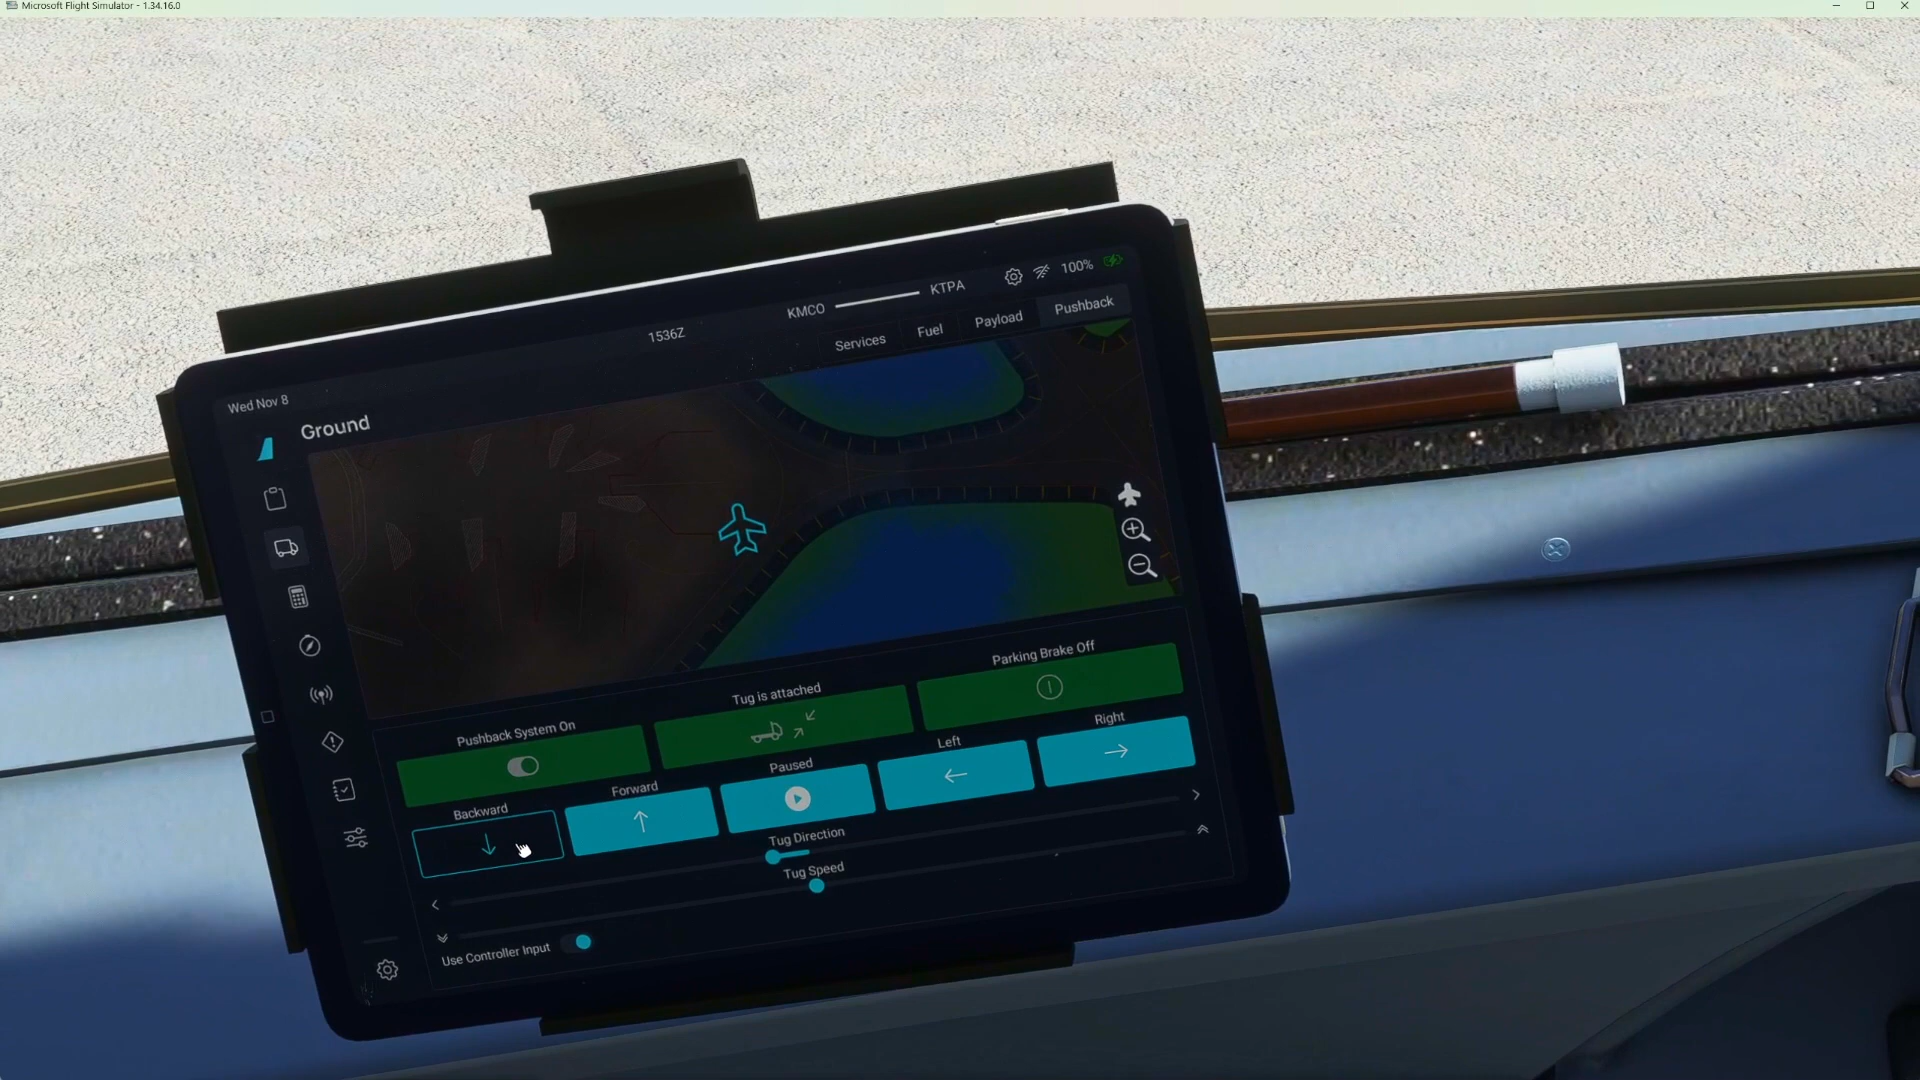 Microsoft Flight Simulator - 1.34.16.0
Wed Nov 8
1536Z
KMCO
KTPA
100%
Ground
Services
Fuel
Payload
Pushback
Pushback System On
Tug is attached
Parking Brake Off
Backward
Forward
Paused
Left
Right
Tug Direction
Tug Speed
Use Controller Input